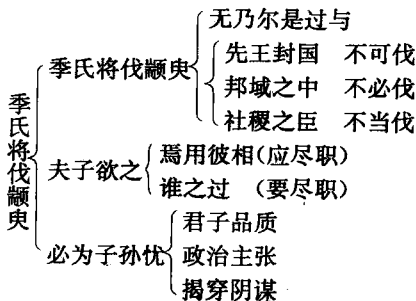 季氏将伐颛臾
季氏将伐颛臾
无乃尔是过与
先王封国 不可伐
邦域之中 不必伐
社稷之臣 不当伐
夫子欲之
焉用彼相(应尽职)
谁之过 (要尽职)
必为子孙忧
君子品质
政治主张
揭穿阴谋